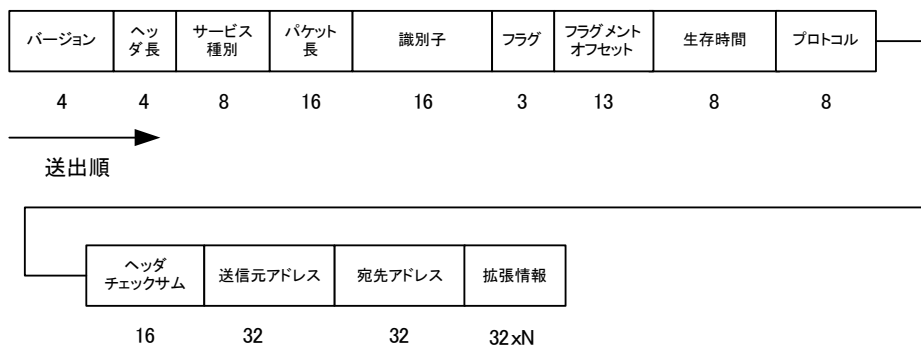 バージョン
ヘッ
ダ長
サービス
種別
パケット
長
識別子
フラグ
フラグメント
オフセット
生存時間
プロトコル
4
4
8
16
16
3
13
8
8
送出順
ヘッダ
チェックサム
送信元アドレス
宛先アドレス
拡張情報
16
32
32
32xN